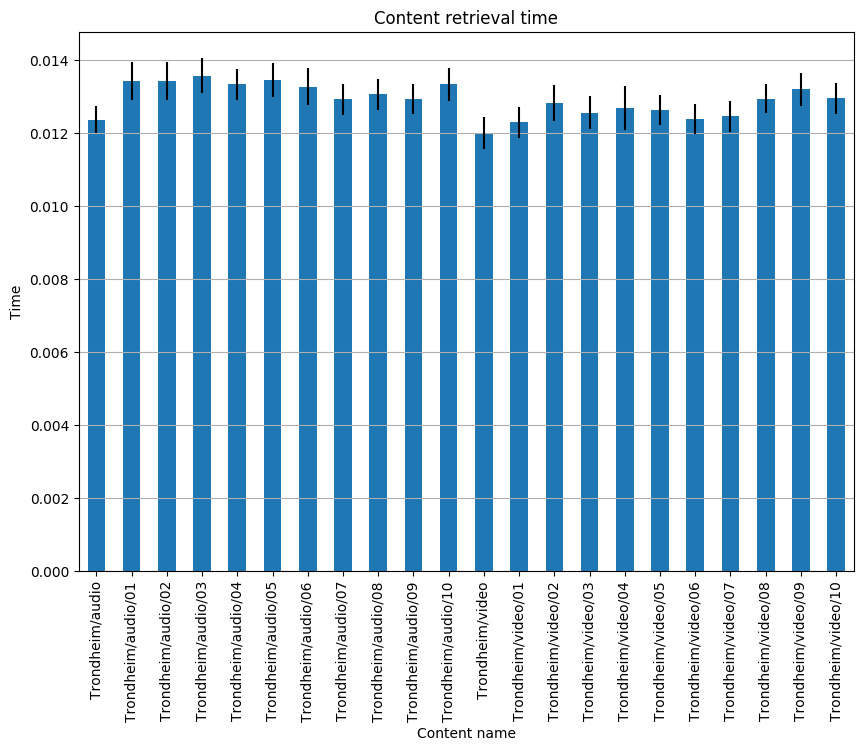 Content retrieval time
Time
0.014
0.012
0.010
0.008
0.006
0.004
0.002
0.000
Trondheim/audio
Trondheim/audio/01
Trondheim/audio/02
Trondheim/audio/03
Trondheim/audio/04
Trondheim/audio/05
Trondheim/audio/06
Trondheim/audio/07
Trondheim/audio/08
Trondheim/audio/09
Trondheim/audio/10
Trondheim/video
Trondheim/video/01
Trondheim/video/02
Trondheim/video/03
Trondheim/video/04
Trondheim/video/05
Trondheim/video/06
Trondheim/video/07
Trondheim/video/08
Trondheim/video/09
Trondheim/video/10
Content name